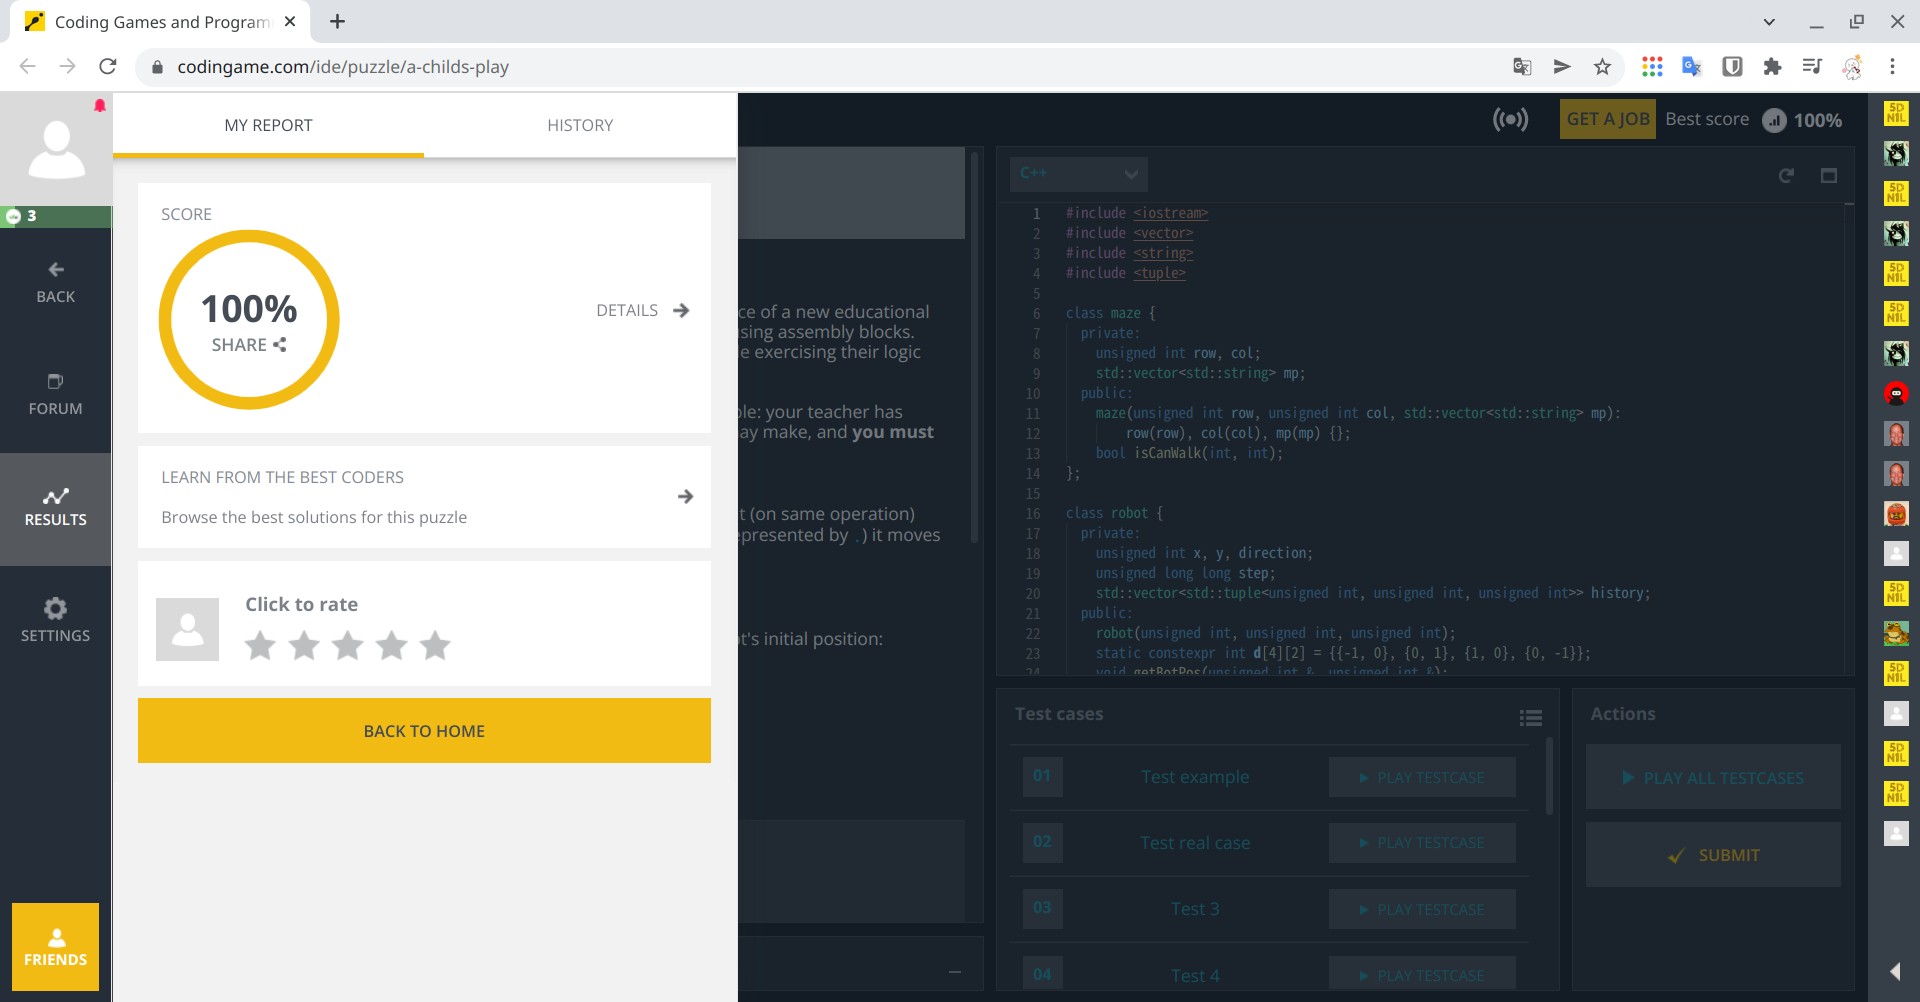 Coding Games and Program
codingame.com/ide/puzzle/a-childs-play
3
BACK
FORUM
RESULTS
SETTINGS
FRIENDS
MY REPORT
HISTORY
SCORE
100%
SHARE
DETAILS
LEARN FROM THE BEST CODERS
Browse the best solutions for this puzzle
Click to rate
BACK TO HOME
ce of a new educational
sing assembly blocks.
le exercising their logic
ble: your teacher has
ay make, and you must
t (on same operation)
epresented by .) it moves
t's initial position:
GET A JOB
Best score
100%
C++
1 #include <iostream>
2 #include <vector>
3 #include <string>
4 #include <tuple>
5
6 class maze {
7 private:
8 unsigned int row, col;
9 std::vector<std::string> mp;
10 public:
11 maze(unsigned int row, unsigned int col, std::vector<std::string> mp):
12 row(row), col(col), mp(mp) {};
13 bool isCanWalk(int, int);
14 };
15
16 class robot {
17 private:
18 unsigned int x, y, direction;
19 unsigned long long step;
20 std::vector<std::tuple<unsigned int, unsigned int, unsigned int>> history;
21 public:
22 robot(unsigned int, unsigned int, unsigned int);
23 static constexpr int d[4][2] = {{-1, 0}, {0, 1}, {1, 0}, {0, -1}};
24 void getBotPos(unsigned int &, unsigned int &);
Test cases
01 Test example PLAY TESTCASE
02 Test real case PLAY TESTCASE
03 Test 3 PLAY TESTCASE
04 Test 4 PLAY TESTCASE
Actions
PLAY ALL TESTCASES
SUBMIT